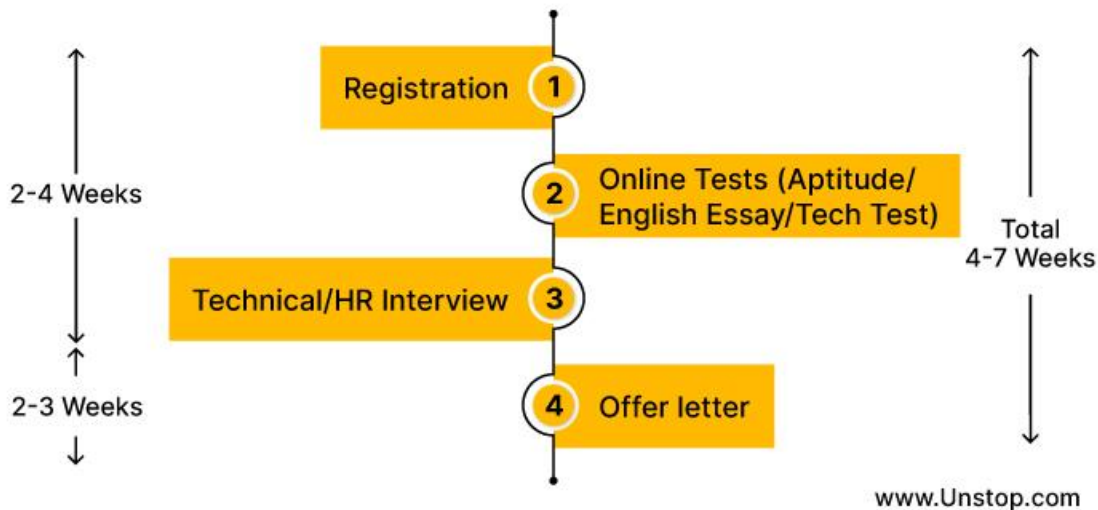 1
Registration
2
Online Tests (Aptitude/
English Essay/Tech Test)
2-4 Weeks
Total
4-7 Weeks
Technical/HR Interview
3
2-3 Weeks
4
Offer letter
www.Unstop.com